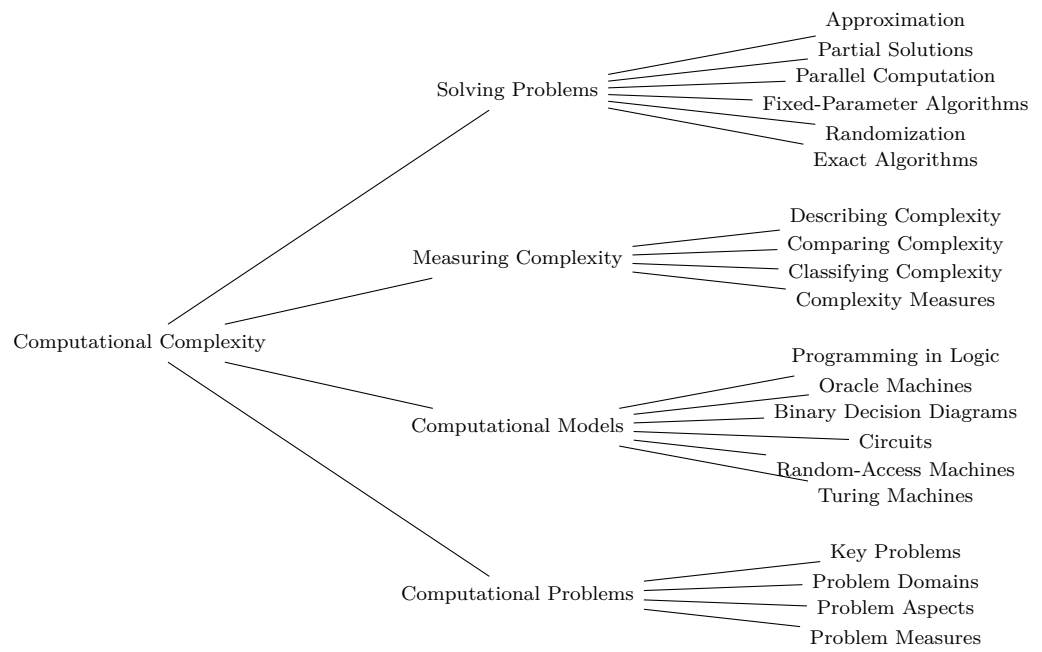 Computational Complexity
Solving Problems
Approximation
Partial Solutions
Parallel Computation
Fixed-Parameter Algorithms
Randomization
Exact Algorithms
Measuring Complexity
Describing Complexity
Comparing Complexity
Classifying Complexity
Complexity Measures
Computational Models
Programming in Logic
Oracle Machines
Binary Decision Diagrams
Circuits
Random-Access Machines
Turing Machines
Computational Problems
Key Problems
Problem Domains
Problem Aspects
Problem Measures